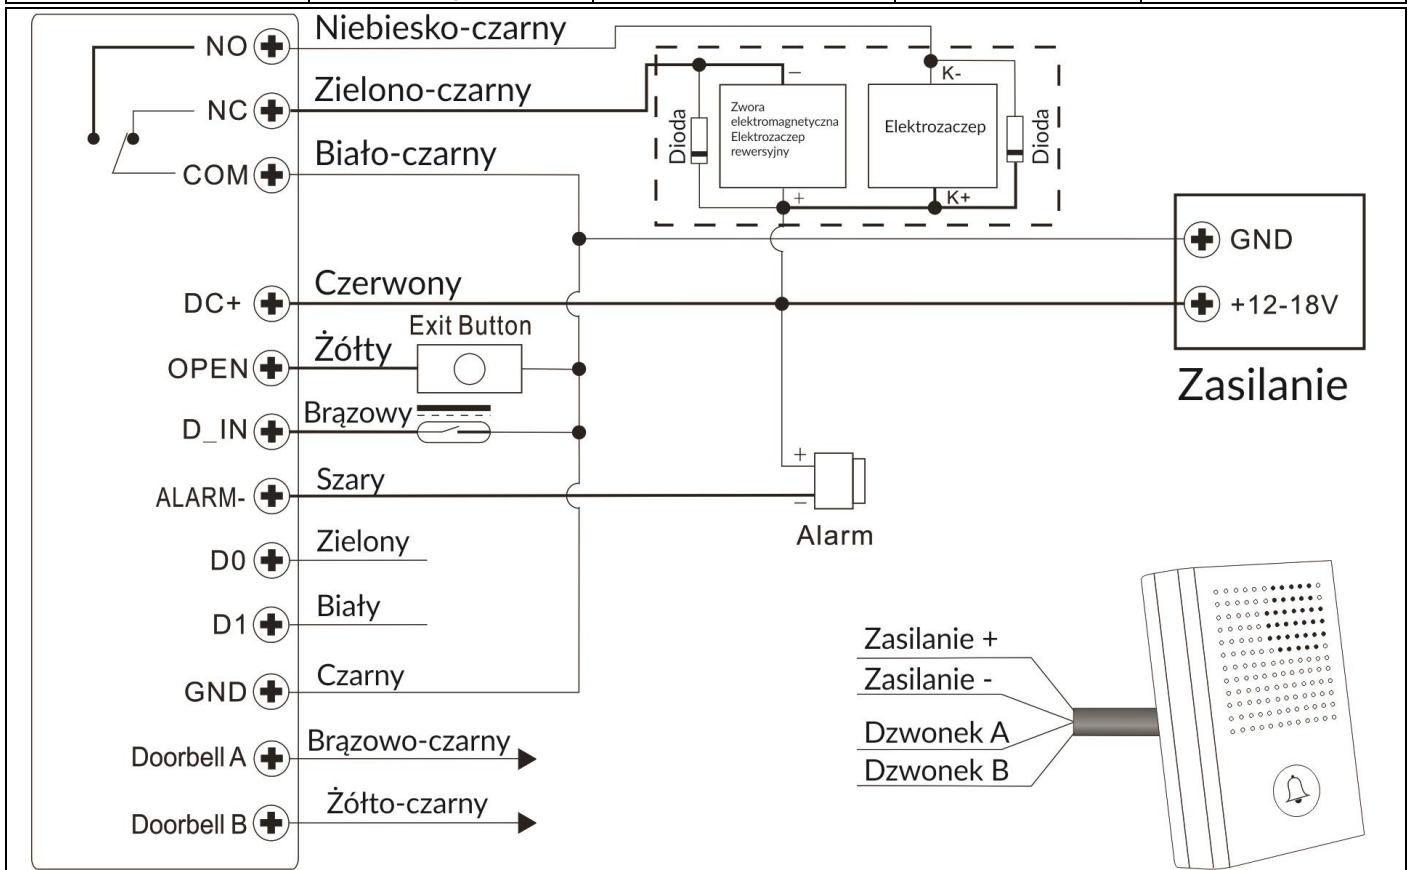 NO Niebiesko-czarny
NC Zielono-czarny
COM Biało-czarny
DC+ Czerwony
Exit Button
OPEN Żółty
D_IN Brązowy
ALARM- Szary
D0 Zielony
D1 Biały
GND Czarny
Doorbell A Brązowo-czarny
Doorbell B Żółto-czarny
Dioda
−
Zwora
elektromagnetyczna
Elektrozaczep
rewersyjny
+
K-
Elektrozaczep
K+
Dioda
GND
+12-18V
Zasilanie
+
−
Alarm
Zasilanie +
Zasilanie -
Dzwonek A
Dzwonek B